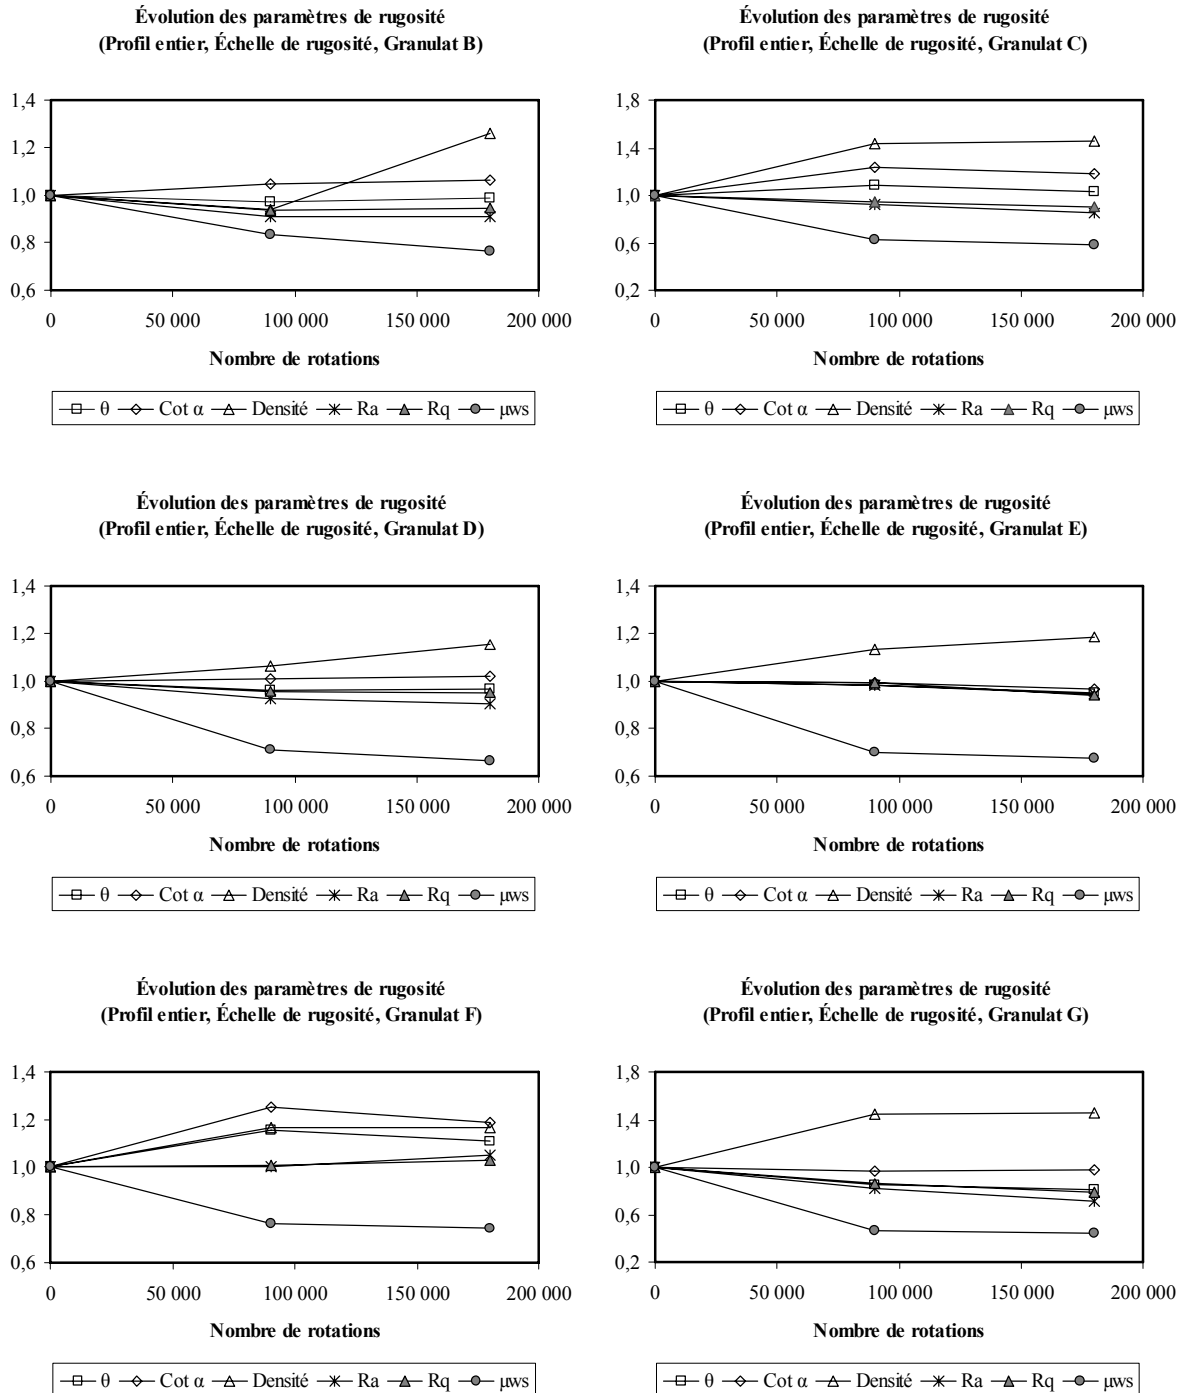 Évolution des paramètres de rugosité
(Profil entier, Échelle de rugosité, Granulat B)
1,4
1,2
1,0
0,8
0,6
0 50 000 100 000 150 000 200 000
Nombre de rotations
θ Cot α Densité Ra Rq μws
Évolution des paramètres de rugosité
(Profil entier, Échelle de rugosité, Granulat C)
1,8
1,4
1,0
0,6
0,2
0 50 000 100 000 150 000 200 000
Nombre de rotations
θ Cot α Densité Ra Rq μws
Évolution des paramètres de rugosité
(Profil entier, Échelle de rugosité, Granulat D)
1,4
1,2
1,0
0,8
0,6
0 50 000 100 000 150 000 200 000
Nombre de rotations
θ Cot α Densité Ra Rq μws
Évolution des paramètres de rugosité
(Profil entier, Échelle de rugosité, Granulat E)
1,4
1,2
1,0
0,8
0,6
0 50 000 100 000 150 000 200 000
Nombre de rotations
θ Cot α Densité Ra Rq μws
Évolution des paramètres de rugosité
(Profil entier, Échelle de rugosité, Granulat F)
1,4
1,2
1,0
0,8
0,6
0 50 000 100 000 150 000 200 000
Nombre de rotations
θ Cot α Densité Ra Rq μws
Évolution des paramètres de rugosité
(Profil entier, Échelle de rugosité, Granulat G)
1,8
1,4
1,0
0,6
0,2
0 50 000 100 000 150 000 200 000
Nombre de rotations
θ Cot α Densité Ra Rq μws